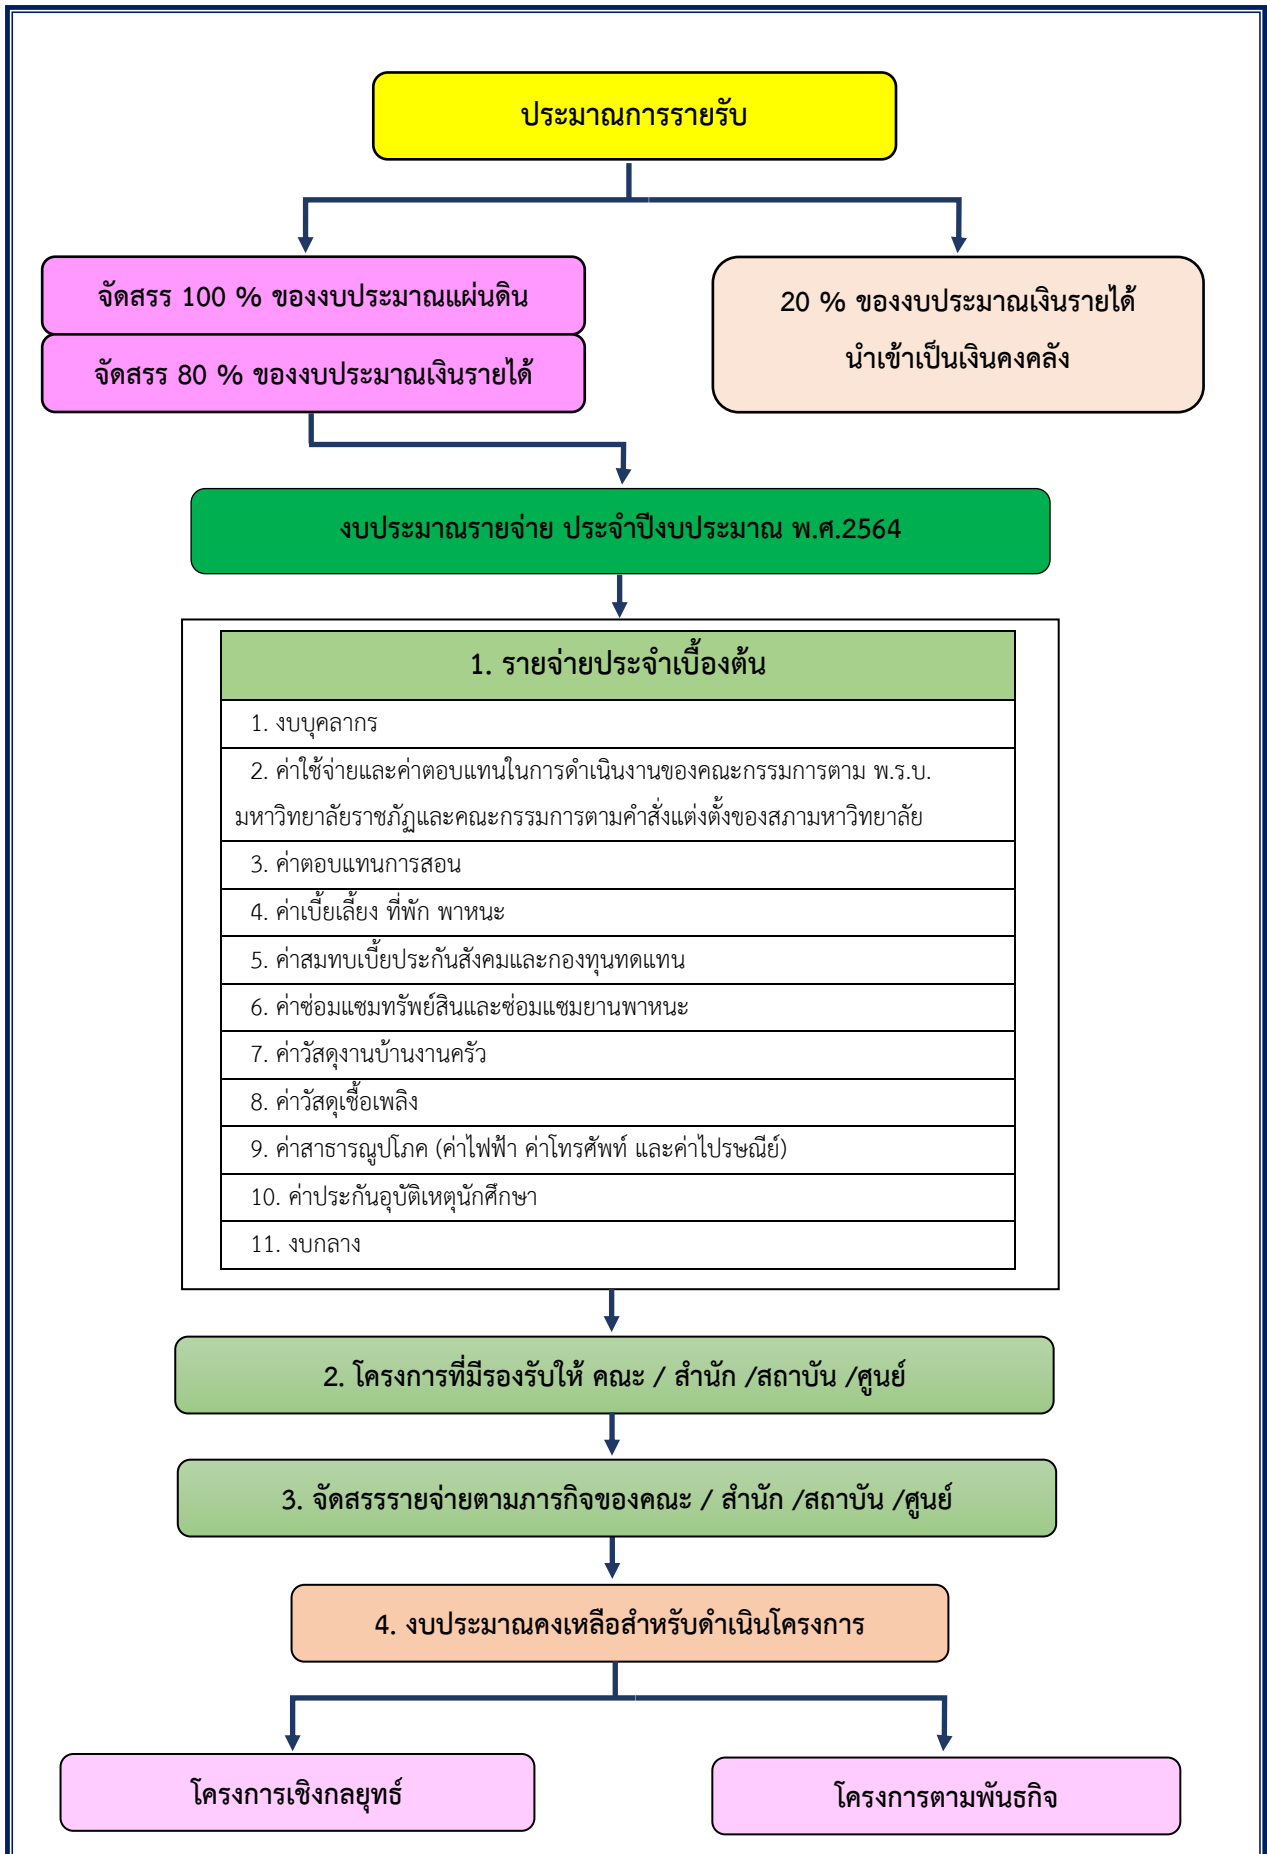 ประมาณการรายรับ
จัดสรร 100 % ของงบประมาณแผ่นดิน
จัดสรร 80 % ของงบประมาณเงินรายได้
20 % ของงบประมาณเงินรายได้
นำเข้าเป็นเงินคงคลัง
งบประมาณรายจ่าย ประจำปีงบประมาณ พ.ศ.2564
1. รายจ่ายประจำเบื้องต้น
1. งบบุคลากร
2. ค่าใช้จ่ายและค่าตอบแทนในการดำเนินงานของคณะกรรมการตาม พ.ร.บ.
มหาวิทยาลัยราชภัฏและคณะกรรมการตามคำสั่งแต่งตั้งของสภามหาวิทยาลัย
3. ค่าตอบแทนการสอน
4. ค่าเบี้ยเลี้ยง ที่พัก พาหนะ
5. ค่าสมทบเบี้ยประกันสังคมและกองทุนทดแทน
6. ค่าซ่อมแซมทรัพย์สินและซ่อมแซมยานพาหนะ
7. ค่าวัสดุงานบ้านงานครัว
8. ค่าวัสดุเชื้อเพลิง
9. ค่าสาธารณูปโภค (ค่าไฟฟ้า ค่าโทรศัพท์ และค่าไปรษณีย์)
10. ค่าประกันอุบัติเหตุนักศึกษา
11. งบกลาง
2. โครงการที่มีรองรับให้ คณะ / สำนัก /สถาบัน /ศูนย์
3. จัดสรรรายจ่ายตามภารกิจของคณะ / สำนัก /สถาบัน /ศูนย์
4. งบประมาณคงเหลือสำหรับดำเนินโครงการ
โครงการเชิงกลยุทธ์
โครงการตามพันธกิจ